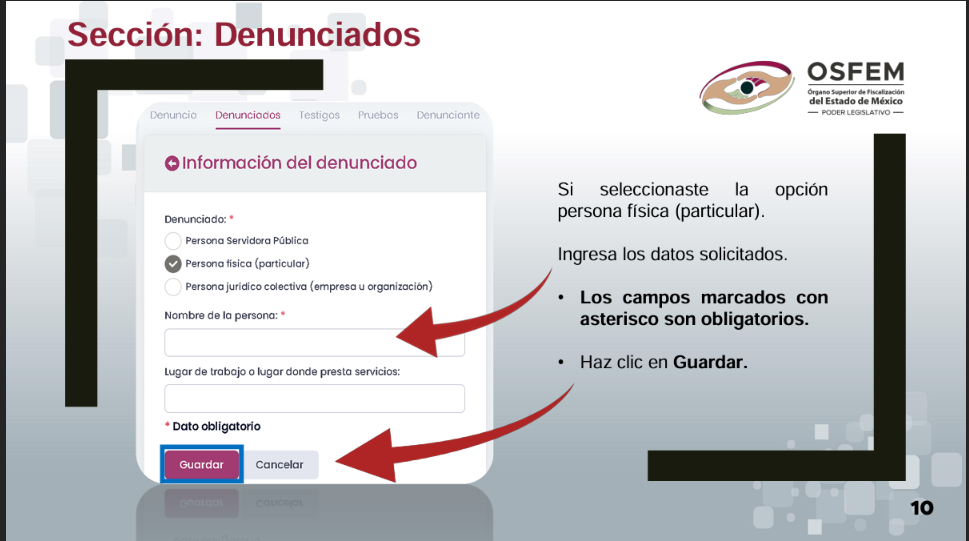 Sección: Denunciados
OSFEM
Órgano Superior de Fiscalización
del Estado de México
PODER LEGISLATIVO
Denuncia Denunciados Testigos Pruebas Denunciante
Información del denunciado
Denunciado: *
Persona Servidora Pública
Persona física (particular)
Persona jurídico colectiva (empresa u organización)
Nombre de la persona: *
Lugar de trabajo o lugar donde presta servicios:
* Dato obligatorio
Guardar Cancelar
Si seleccionaste la opción
persona física (particular).
Ingresa los datos solicitados.
• Los campos marcados con
asterisco son obligatorios.
• Haz clic en Guardar.
10